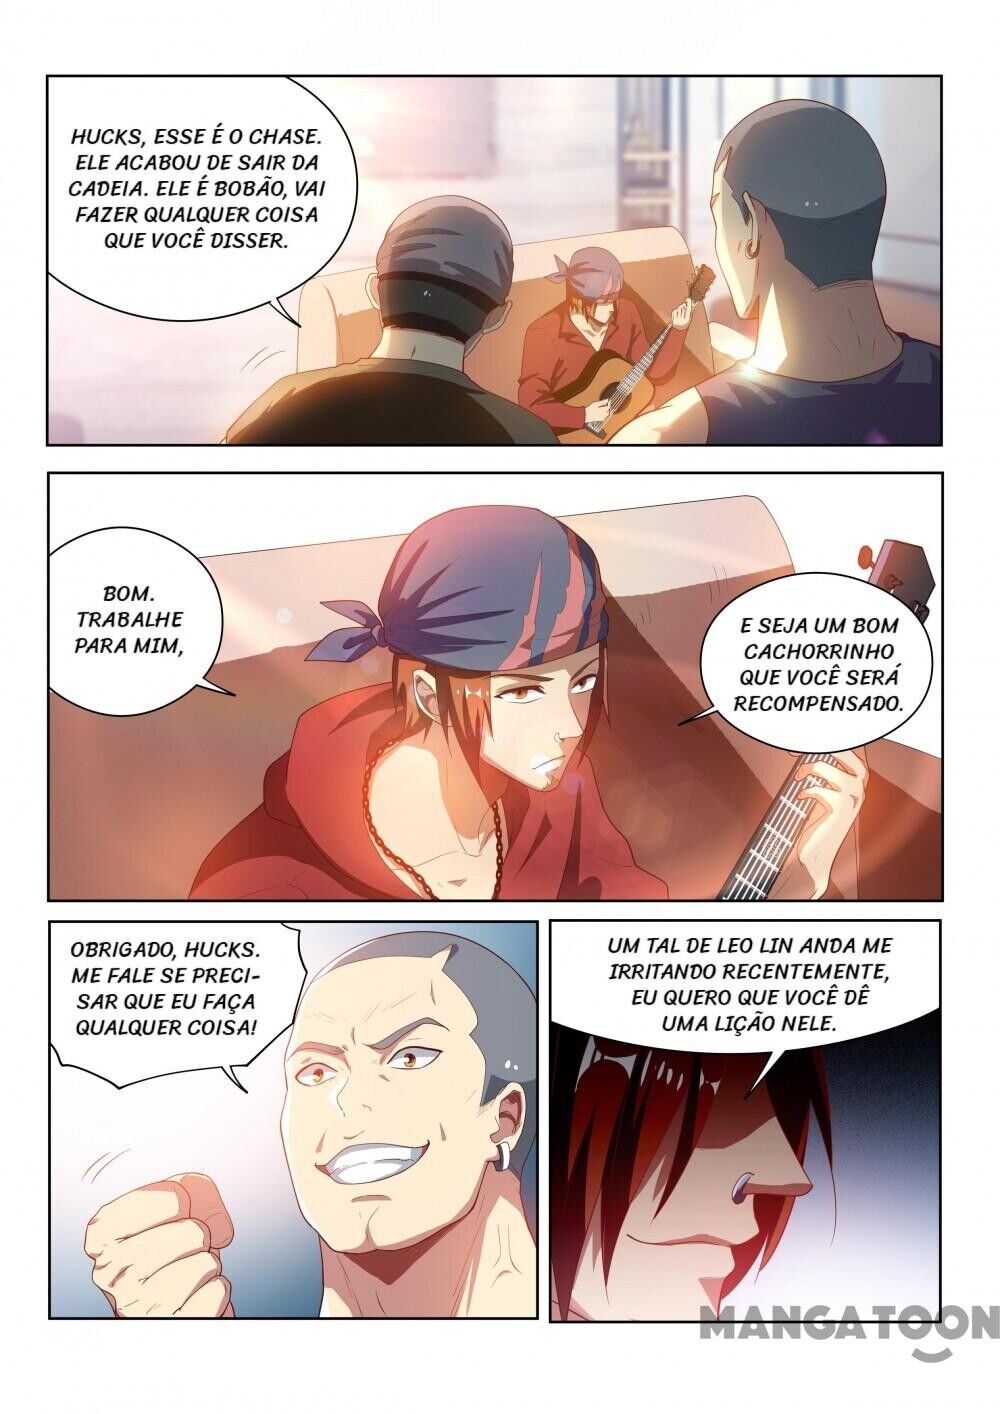 HUCKS, ESSE É O CHASE.
ELE ACABOU DE SAIR DA
CADEIA. ELE É BOBÃO, VAI
FAZER QUALQUER COISA
QUE VOCÊ DISSER.
BOM.
TRABALHE
PARA MIM,
E SEJA UM BOM
CACHORRINHO
QUE VOCÊ SERÁ
RECOMPENSADO.
OBRIGADO, HUCKS.
ME FALE SE PRECI-
SAR QUE EU FAÇA
QUALQUER COISA!
UM TAL DE LEO LIN ANDA ME
IRRITANDO RECENTEMENTE,
EU QUERO QUE VOCÊ DÊ
UMA LIÇÃO NELE.
MANGATOON